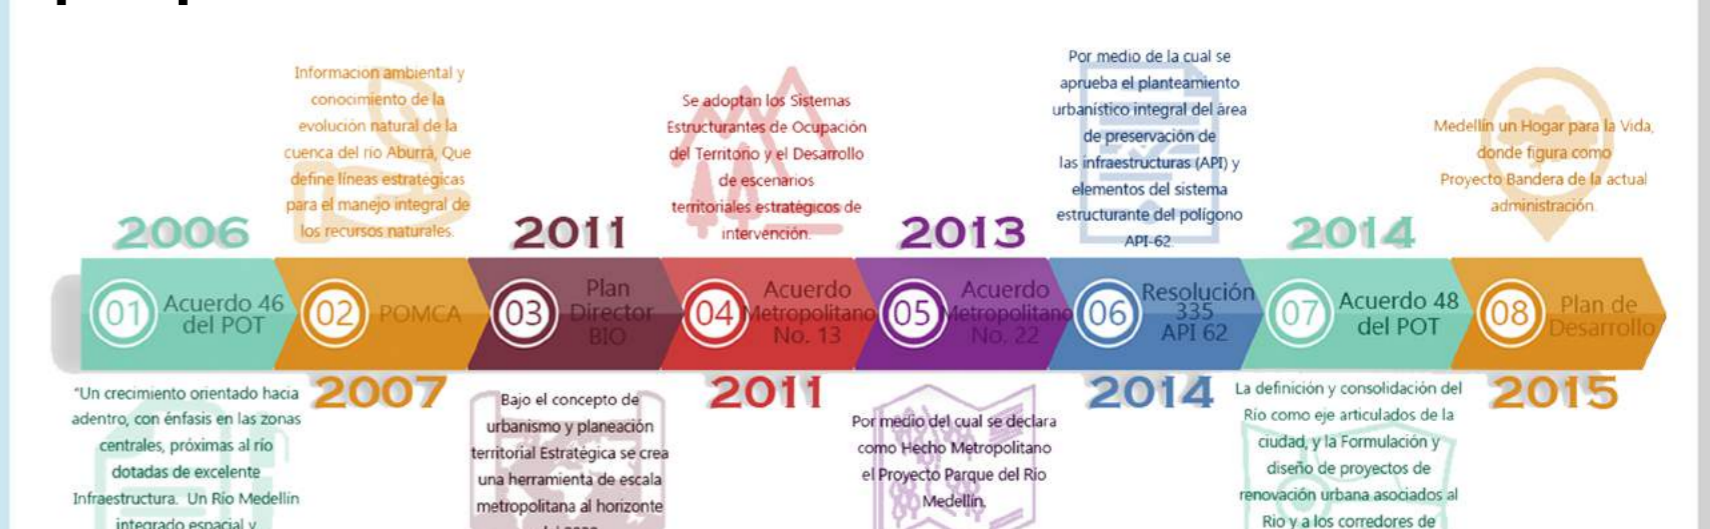 2006
01
Acuerdo 46
del POT
"Un crecimiento orientado hacia
adentro, con énfasis en las zonas
centrales, próximas al río
dotadas de excelente
Infraestructura. Un Río Medellín
integrado espacial y
Información ambiental y
conocimiento de la
evolución natural de la
cuenca del río Aburrá, Que
define líneas estratégicas
para el manejo integral de
los recursos naturales.
02
POMCA
2007
2011
03
Plan
Director
BIO
Bajo el concepto de
urbanismo y planeación
territorial Estratégica se crea
una herramienta de escala
metropolitana al horizonte
Se adoptan los Sistemas
Estructurantes de Ocupación
del Territorio y el Desarrollo
de escenarios
territoriales estratégicos de
intervención.
04
Acuerdo
Metropolitano
No. 13
2011
2013
05
Acuerdo
Metropolitano
No. 22
Por medio del cual se declara
como Hecho Metropolitano
el Proyecto Parque del Río
Medellín.
Por medio de la cual se
aprueba el planteamiento
urbanístico integral del área
de preservación de
las infraestructuras (API) y
elementos del sistema
estructurante del polígono
API-62
06
Resolución
335
API 62
2014
2014
07
Acuerdo 48
del POT
La definición y consolidación del
Río como eje articulados de la
ciudad, y la Formulación y
diseño de proyectos de
renovación urbana asociados al
Rio y a los corredores de
Medellín un Hogar para la Vida,
donde figura como
Proyecto Bandera de la actual
administración.
08
Plan de
Desarrollo
2015